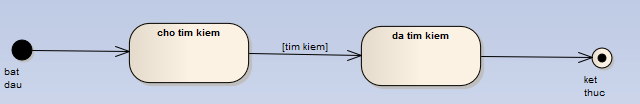 cho tim kiem
[tim kiem]
da tim kiem
bat
dau
ket
thuc